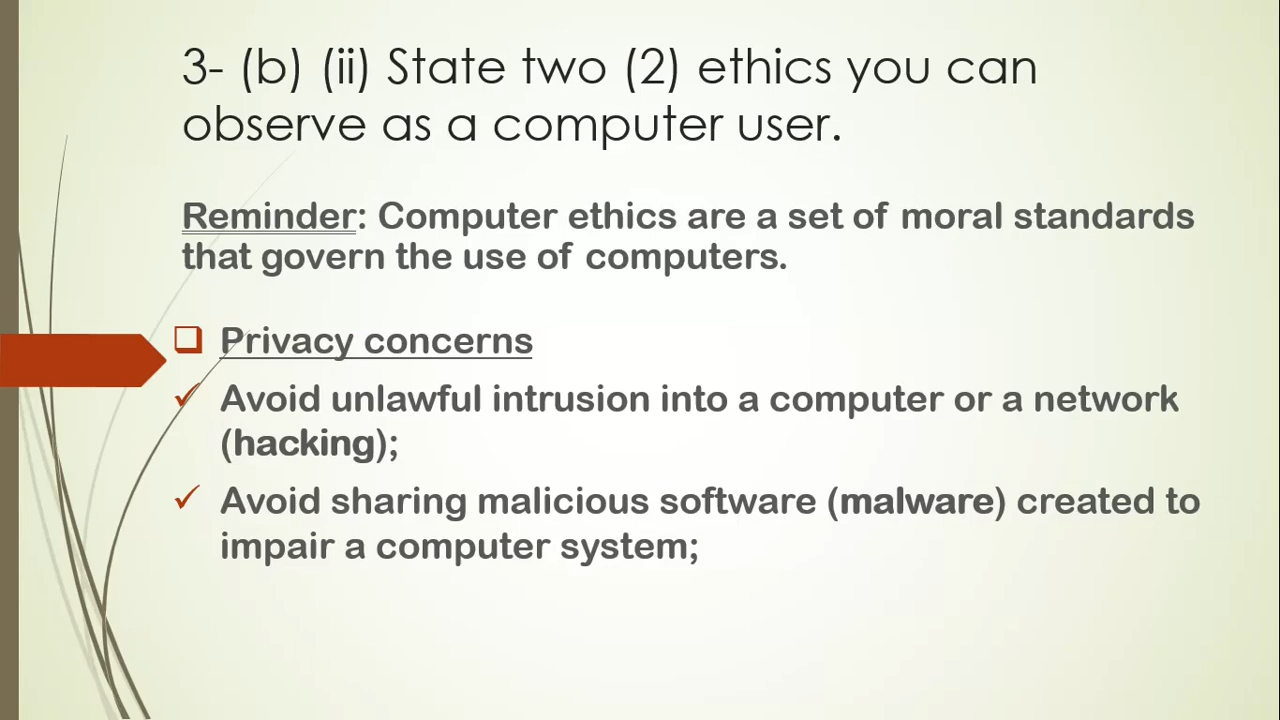 3- (b) (ii) State two (2) ethics you can
observe as a computer user.
Reminder: Computer ethics are a set of moral standards
that govern the use of computers.
Privacy concerns
Avoid unlawful intrusion into a computer or a network
(hacking);
Avoid sharing malicious software (malware) created to
impair a computer system;